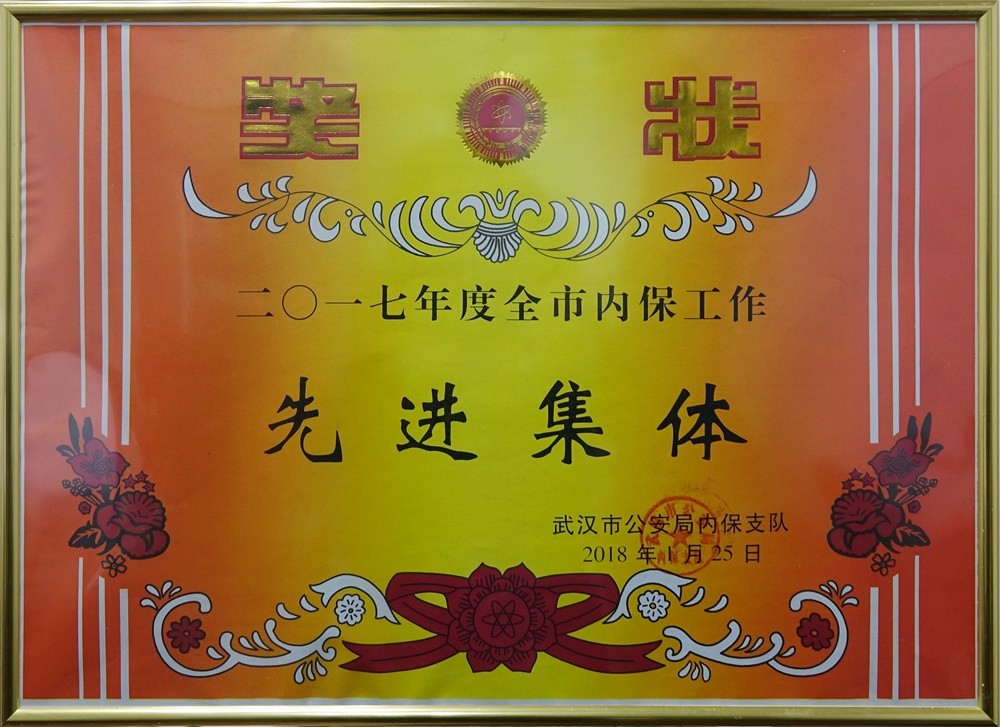 奖状
二〇一七年度全市内保工作
先进集体
武汉市公安局内保支队
2018年1月25日